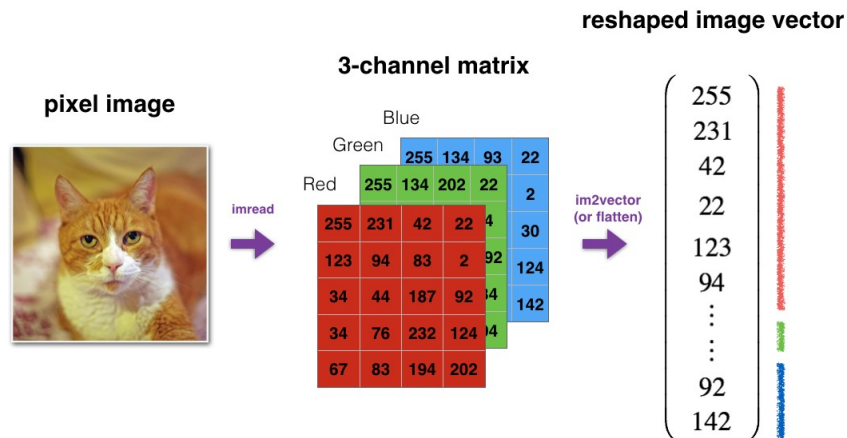 reshaped image vector
3-channel matrix
pixel image
Blue
Green
Red
imread
im2vector
(or flatten)
255 134 93 22
2
30
124
142
255 134 202 22
4
92
34
94
255 231 42 22
123 94 83 2
34 44 187 92
34 76 232 124
67 83 194 202
255
231
42
22
123
94
⋮
⋮
92
142